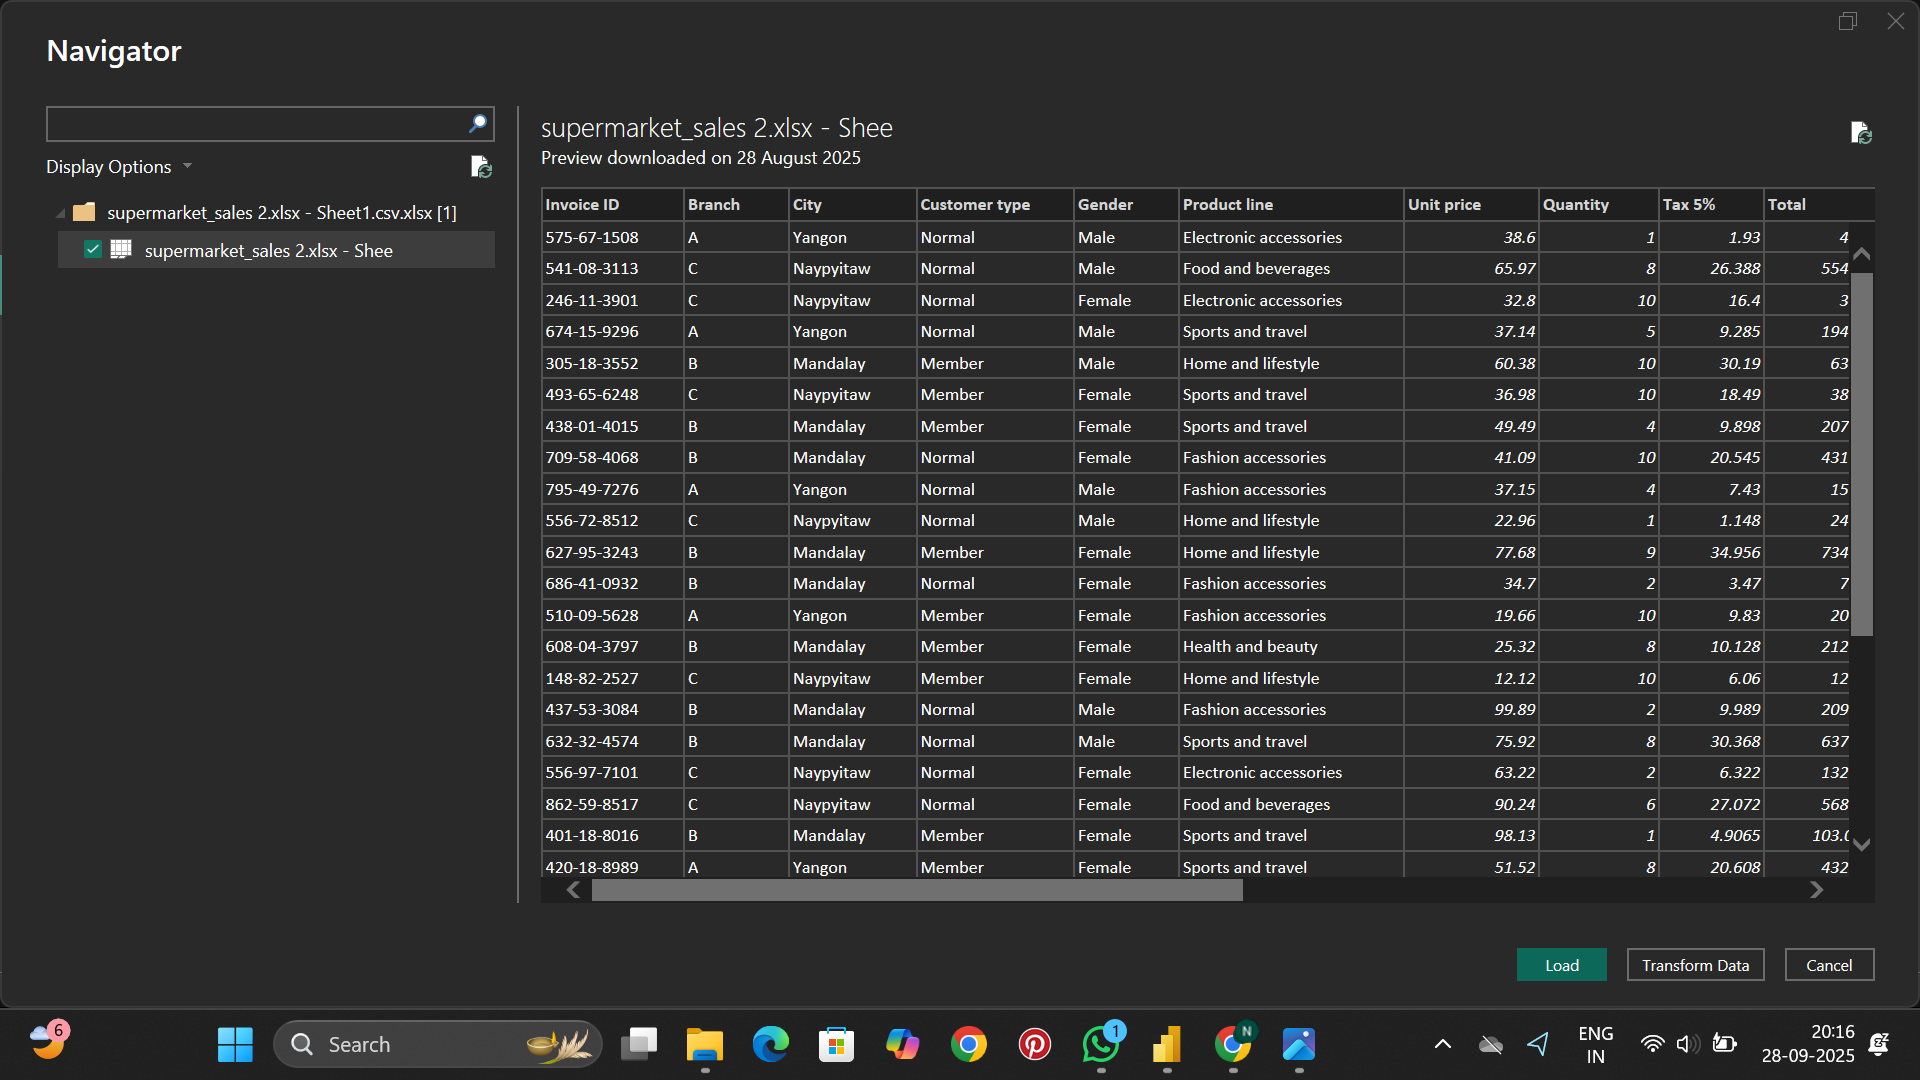 Navigator
Display Options
supermarket_sales 2.xlsx - Sheet1.csv.xlsx [1]
supermarket_sales 2.xlsx - Shee
supermarket_sales 2.xlsx - Shee
Preview downloaded on 28 August 2025
Invoice ID Branch City Customer type Gender Product line Unit price Quantity Tax 5% Total
575-67-1508 A Yangon Normal Male Electronic accessories 38.6 1 1.93 4
541-08-3113 C Naypyitaw Normal Male Food and beverages 65.97 8 26.388 554
246-11-3901 C Naypyitaw Normal Female Electronic accessories 32.8 10 16.4 3
674-15-9296 A Yangon Normal Male Sports and travel 37.14 5 9.285 194
305-18-3552 B Mandalay Member Male Home and lifestyle 60.38 10 30.19 63
493-65-6248 C Naypyitaw Member Female Sports and travel 36.98 10 18.49 38
438-01-4015 B Mandalay Member Female Sports and travel 49.49 4 9.898 207
709-58-4068 B Mandalay Normal Female Fashion accessories 41.09 10 20.545 431
795-49-7276 A Yangon Normal Male Fashion accessories 37.15 4 7.43 15
556-72-8512 C Naypyitaw Normal Male Home and lifestyle 22.96 1 1.148 24
627-95-3243 B Mandalay Member Female Home and lifestyle 77.68 9 34.956 734
686-41-0932 B Mandalay Normal Female Fashion accessories 34.7 2 3.47 7
510-09-5628 A Yangon Member Female Fashion accessories 19.66 10 9.83 20
608-04-3797 B Mandalay Member Female Health and beauty 25.32 8 10.128 212
148-82-2527 C Naypyitaw Member Female Home and lifestyle 12.12 10 6.06 12
437-53-3084 B Mandalay Normal Male Fashion accessories 99.89 2 9.989 209
632-32-4574 B Mandalay Normal Male Sports and travel 75.92 8 30.368 637
556-97-7101 C Naypyitaw Normal Female Electronic accessories 63.22 2 6.322 132
862-59-8517 C Naypyitaw Normal Female Food and beverages 90.24 6 27.072 568
401-18-8016 B Mandalay Member Female Sports and travel 98.13 1 4.9065 103.0
420-18-8989 A Yangon Member Female Sports and travel 51.52 8 20.608 432
Load Transform Data Cancel
6
Search
1
N
ENG
IN
20:16
28-09-2025